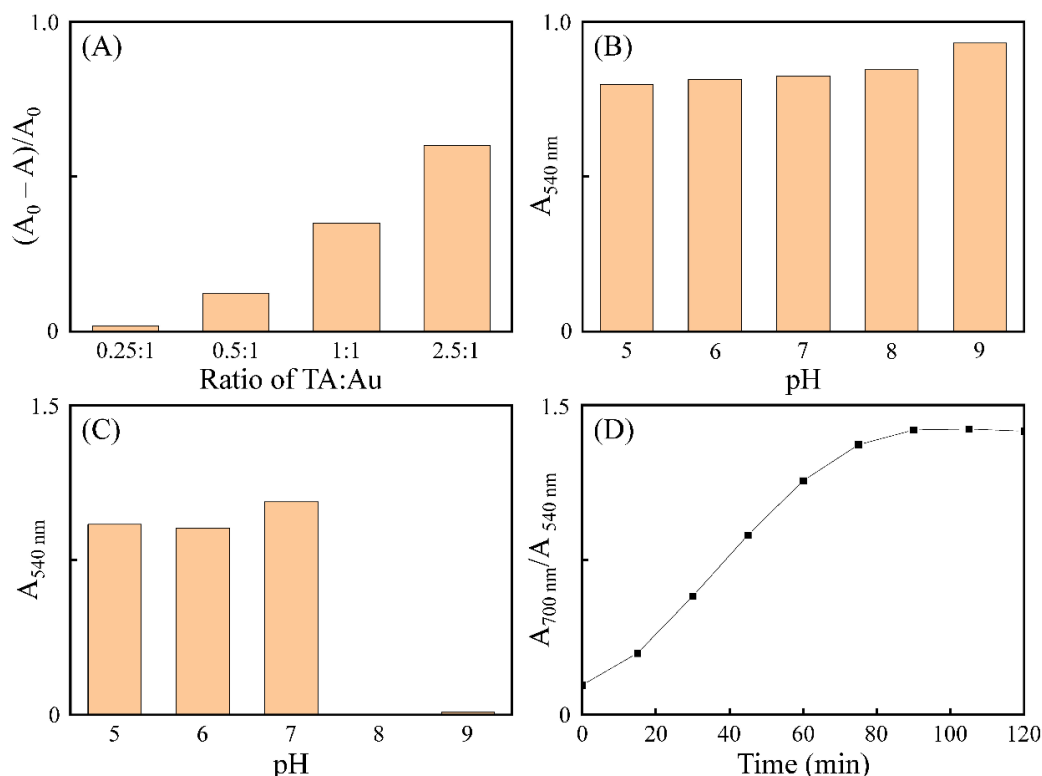 1.0
(A)
(A₀ – A)/A₀
0
0.25:1 0.5:1 1:1 2.5:1
Ratio of TA:Au
1.0
(B)
A₅₄₀ ₙₘ
0
5 6 7 8 9
pH
1.5
(C)
A₅₄₀ ₙₘ
0
5 6 7 8 9
pH
1.5
(D)
A₇₀₀ ₙₘ/A ₅₄₀ ₙₘ
0
0 20 40 60 80 100 120
Time (min)